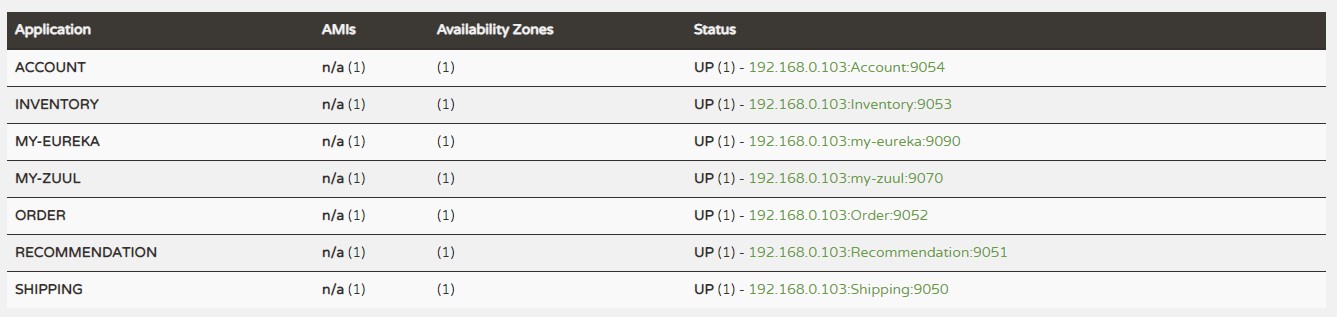 Application AMIs Availability Zones Status
ACCOUNT n/a (1) (1) UP (1) - 192.168.0.103:Account:9054
INVENTORY n/a (1) (1) UP (1) - 192.168.0.103:Inventory:9053
MY-EUREKA n/a (1) (1) UP (1) - 192.168.0.103:my-eureka:9090
MY-ZUUL n/a (1) (1) UP (1) - 192.168.0.103:my-zuul:9070
ORDER n/a (1) (1) UP (1) - 192.168.0.103:Order:9052
RECOMMENDATION n/a (1) (1) UP (1) - 192.168.0.103:Recommendation:9051
SHIPPING n/a (1) (1) UP (1) - 192.168.0.103:Shipping:9050